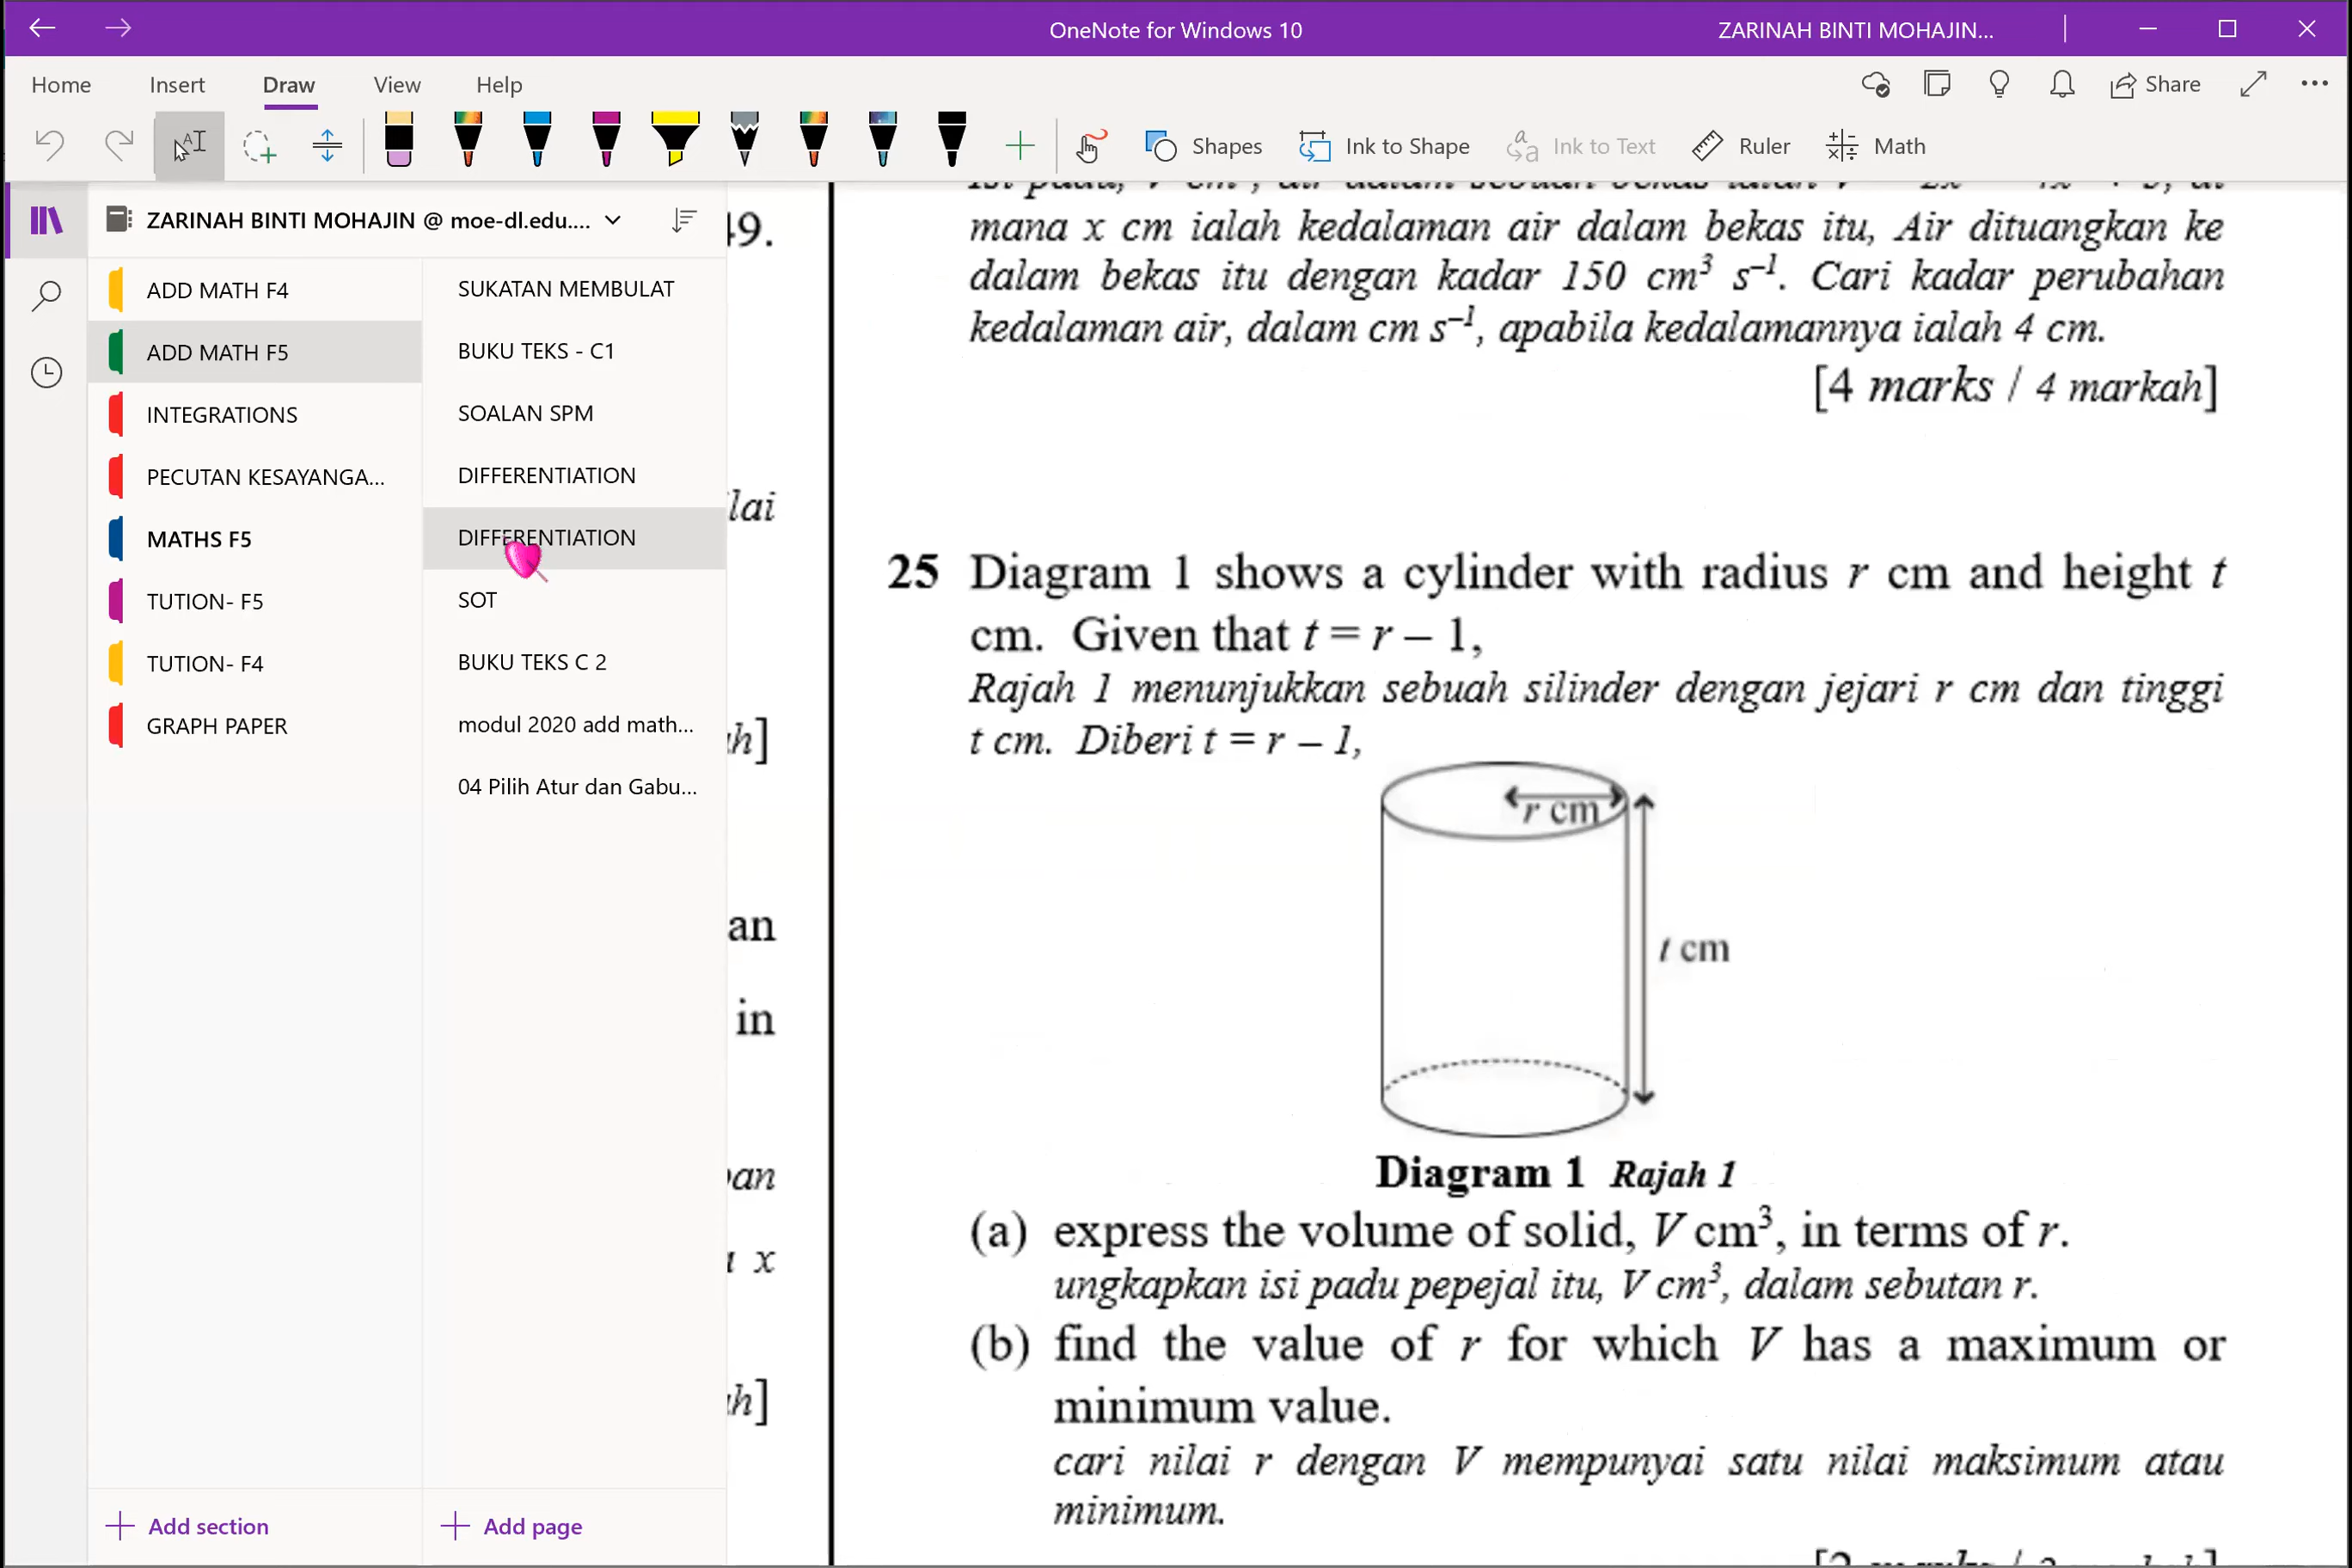 OneNote for Windows 10
ZARINAH BINTI MOHAJIN...
Home Insert Draw View Help
Share
Shapes Ink to Shape Ink to Text Ruler Math
ZARINAH BINTI MOHAJIN @ moe-dl.edu....
ADD MATH F4
ADD MATH F5
INTEGRATIONS
PECUTAN KESAYANGA...
MATHS F5
TUTION- F5
TUTION- F4
GRAPH PAPER
Add section
SUKATAN MEMBULAT
BUKU TEKS - C1
SOALAN SPM
DIFFERENTIATION
DIFFERENTIATION
SOT
BUKU TEKS C 2
modul 2020 add math...
04 Pilih Atur dan Gabu...
Add page
49.
lai
an
in
x
mana x cm ialah kedalaman air dalam bekas itu, Air dituangkan ke
dalam bekas itu dengan kadar 150 cm³ s⁻¹. Cari kadar perubahan
kedalaman air, dalam cm s⁻¹, apabila kedalamannya ialah 4 cm.
[4 marks / 4 markah]
25 Diagram 1 shows a cylinder with radius r cm and height t
cm. Given that t = r – 1,
Rajah 1 menunjukkan sebuah silinder dengan jejari r cm dan tinggi
t cm. Diberi t = r – 1,
r cm
t cm
Diagram 1 Rajah 1
(a) express the volume of solid, V cm³, in terms of r.
ungkapkan isi padu pepejal itu, V cm³, dalam sebutan r.
(b) find the value of r for which V has a maximum or
minimum value.
cari nilai r dengan V mempunyai satu nilai maksimum atau
minimum.